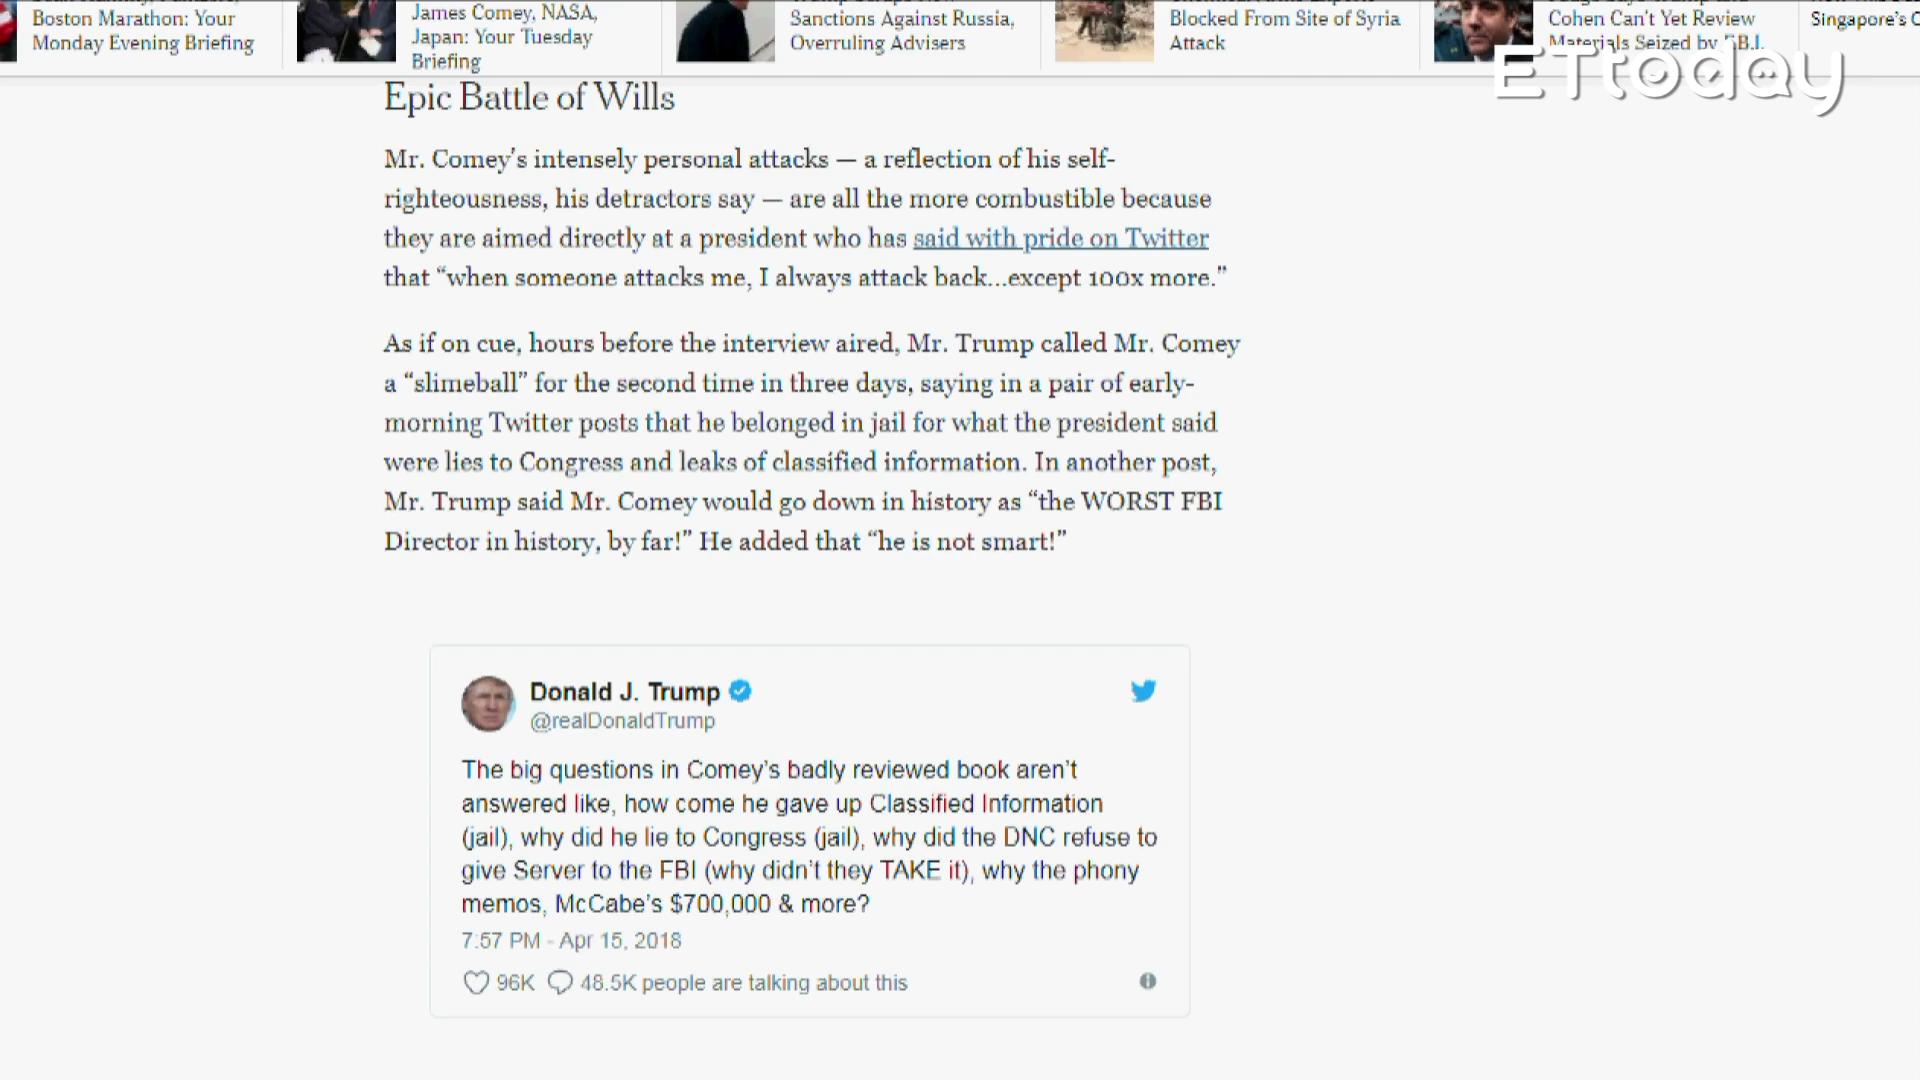 Boston Marathon: Your
Monday Evening Briefing
James Comey, NASA,
Japan: Your Tuesday
Briefing
Sanctions Against Russia,
Overruling Advisers
Blocked From Site of Syria
Attack
Cohen Can't Yet Review
Materials Seized by F.B.I.
Singapore's
ETtoday
Epic Battle of Wills
Mr. Comey's intensely personal attacks — a reflection of his self-
righteousness, his detractors say — are all the more combustible because
they are aimed directly at a president who has said with pride on Twitter
that “when someone attacks me, I always attack back...except 100x more.”
As if on cue, hours before the interview aired, Mr. Trump called Mr. Comey
a “slimeball” for the second time in three days, saying in a pair of early-
morning Twitter posts that he belonged in jail for what the president said
were lies to Congress and leaks of classified information. In another post,
Mr. Trump said Mr. Comey would go down in history as “the WORST FBI
Director in history, by far!” He added that “he is not smart!”
Donald J. Trump
@realDonaldTrump
The big questions in Comey's badly reviewed book aren't
answered like, how come he gave up Classified Information
(jail), why did he lie to Congress (jail), why did the DNC refuse to
give Server to the FBI (why didn't they TAKE it), why the phony
memos, McCabe's $700,000 & more?
7:57 PM - Apr 15, 2018
96K 48.5K people are talking about this